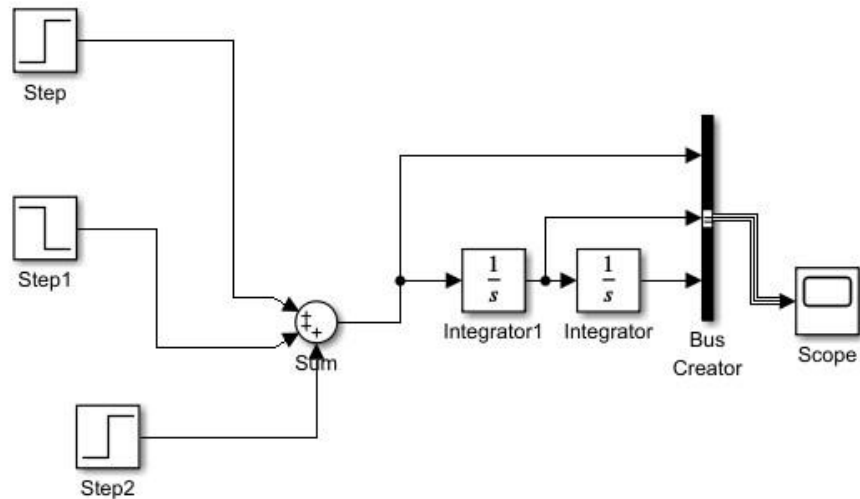 Step
Step1
+
+
+
Sum
Step2
1
s
Integrator1
1
s
Integrator
Bus
Creator
Scope